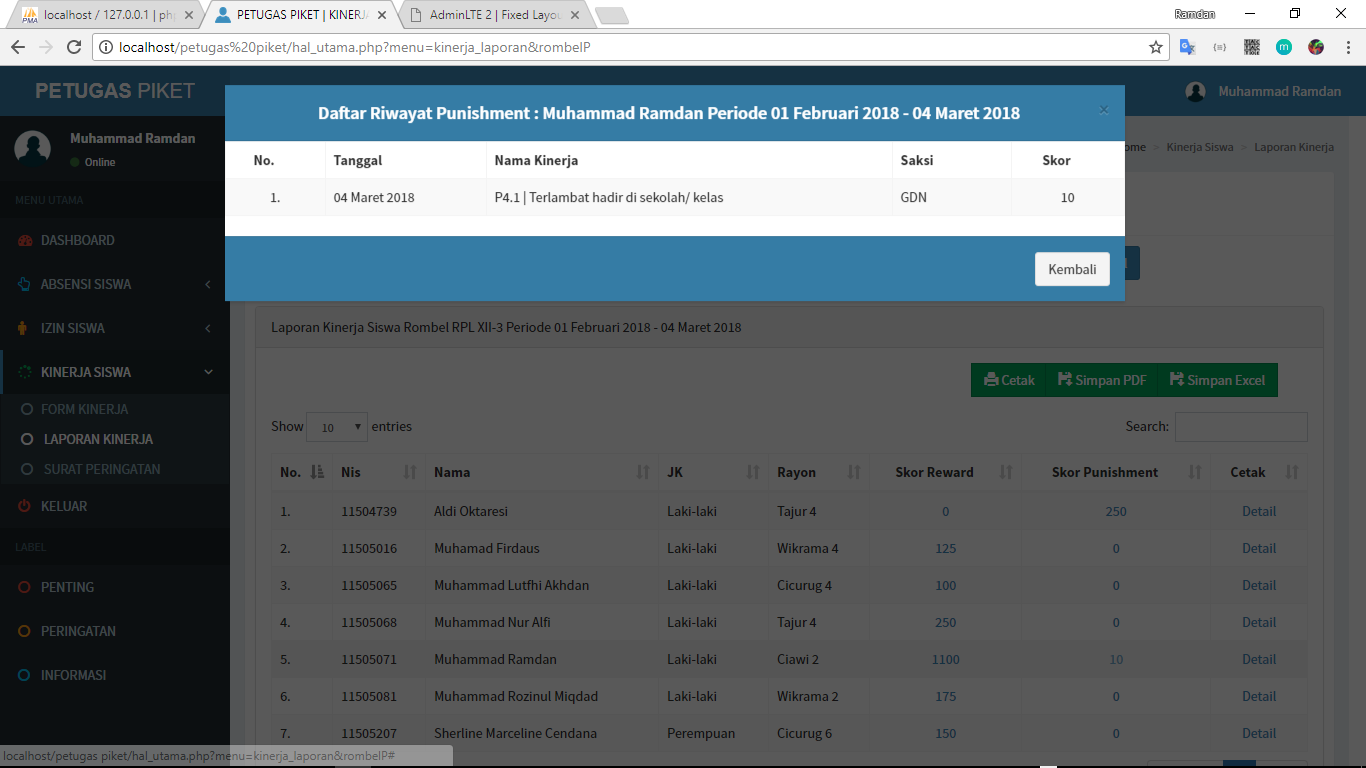 localhost / 127.0.0.1 | ph
PETUGAS PIKET | KINERJ
AdminLTE 2 | Fixed Layou
Ramdan
localhost/petugas%20piket/hal_utama.php?menu=kinerja_laporan&rombelP
PETUGAS PIKET
Muhammad Ramdan
Daftar Riwayat Punishment : Muhammad Ramdan Periode 01 Februari 2018 - 04 Maret 2018
×
No. Tanggal Nama Kinerja Saksi Skor
1. 04 Maret 2018 P4.1 | Terlambat hadir di sekolah/ kelas GDN 10
Kembali
Muhammad Ramdan
Online
ome > Kinerja Siswa > Laporan Kinerja
MENU UTAMA
DASHBOARD
ABSENSI SISWA
IZIN SISWA
KINERJA SISWA
FORM KINERJA
LAPORAN KINERJA
SURAT PERINGATAN
KELUAR
LABEL
PENTING
PERINGATAN
INFORMASI
Laporan Kinerja Siswa Rombel RPL XII-3 Periode 01 Februari 2018 - 04 Maret 2018
Cetak Simpan PDF Simpan Excel
Show 10 entries Search:
No. Nis Nama JK Rayon Skor Reward Skor Punishment Cetak
1. 11504739 Aldi Oktaresi Laki-laki Tajur 4 0 250 Detail
2. 11505016 Muhamad Firdaus Laki-laki Wikrama 4 125 0 Detail
3. 11505065 Muhammad Lutfhi Akhdan Laki-laki Cicurug 4 100 0 Detail
4. 11505068 Muhammad Nur Alfi Laki-laki Tajur 4 250 0 Detail
5. 11505071 Muhammad Ramdan Laki-laki Ciawi 2 1100 10 Detail
6. 11505081 Muhammad Rozinul Miqdad Laki-laki Wikrama 2 175 0 Detail
7. 11505207 Sherline Marceline Cendana Perempuan Cicurug 6 150 0 Detail
localhost/petugas piket/hal_utama.php?menu=kinerja_laporan&rombelP#